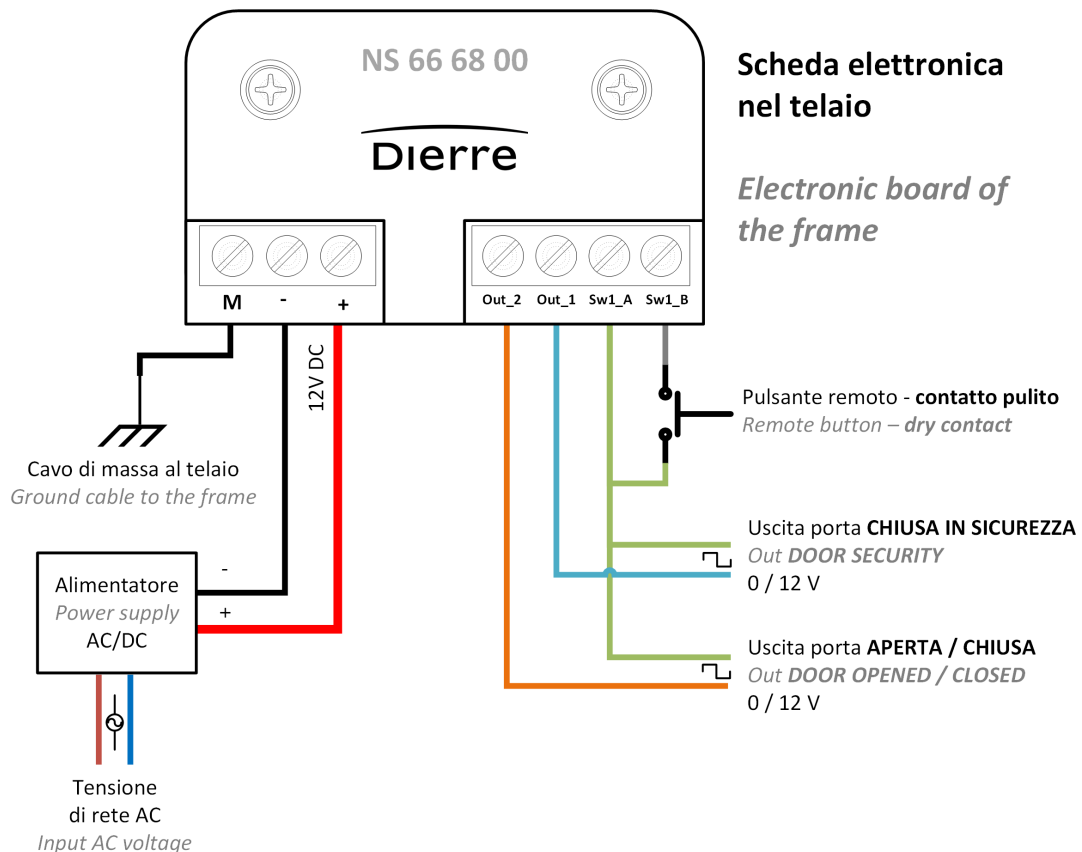 NS 66 68 00
Dierre
Scheda elettronica
nel telaio
Electronic board of
the frame
M - +
Out_2 Out_1 Sw1_A Sw1_B
12V DC
Pulsante remoto - contatto pulito
Remote button – dry contact
Cavo di massa al telaio
Ground cable to the frame
Uscita porta CHIUSA IN SICUREZZA
Out DOOR SECURITY
0 / 12 V
-
+
Alimentatore
Power supply
AC/DC
Uscita porta APERTA / CHIUSA
Out DOOR OPENED / CLOSED
0 / 12 V
Tensione
di rete AC
Input AC voltage